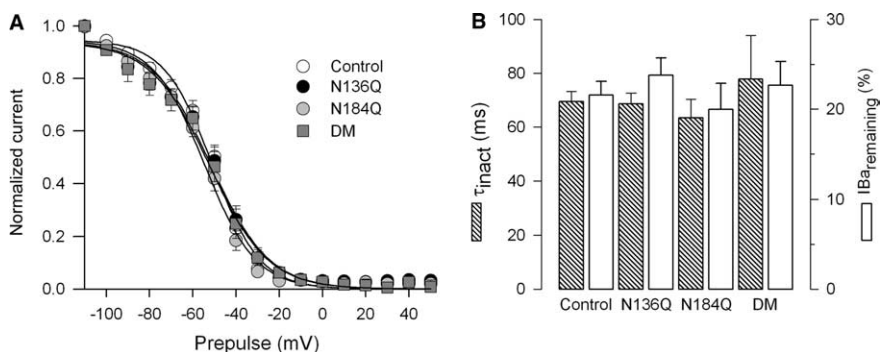 A
Normalized current
1.0
0.8
0.6
0.4
0.2
0.0
Control
N136Q
N184Q
DM
-100 -80 -60 -40 -20 0 20 40
Prepulse (mV)
B
τinact (ms)
100
80
60
40
20
0
Control N136Q N184Q DM
30
20
10
0
IBaremaining (%)